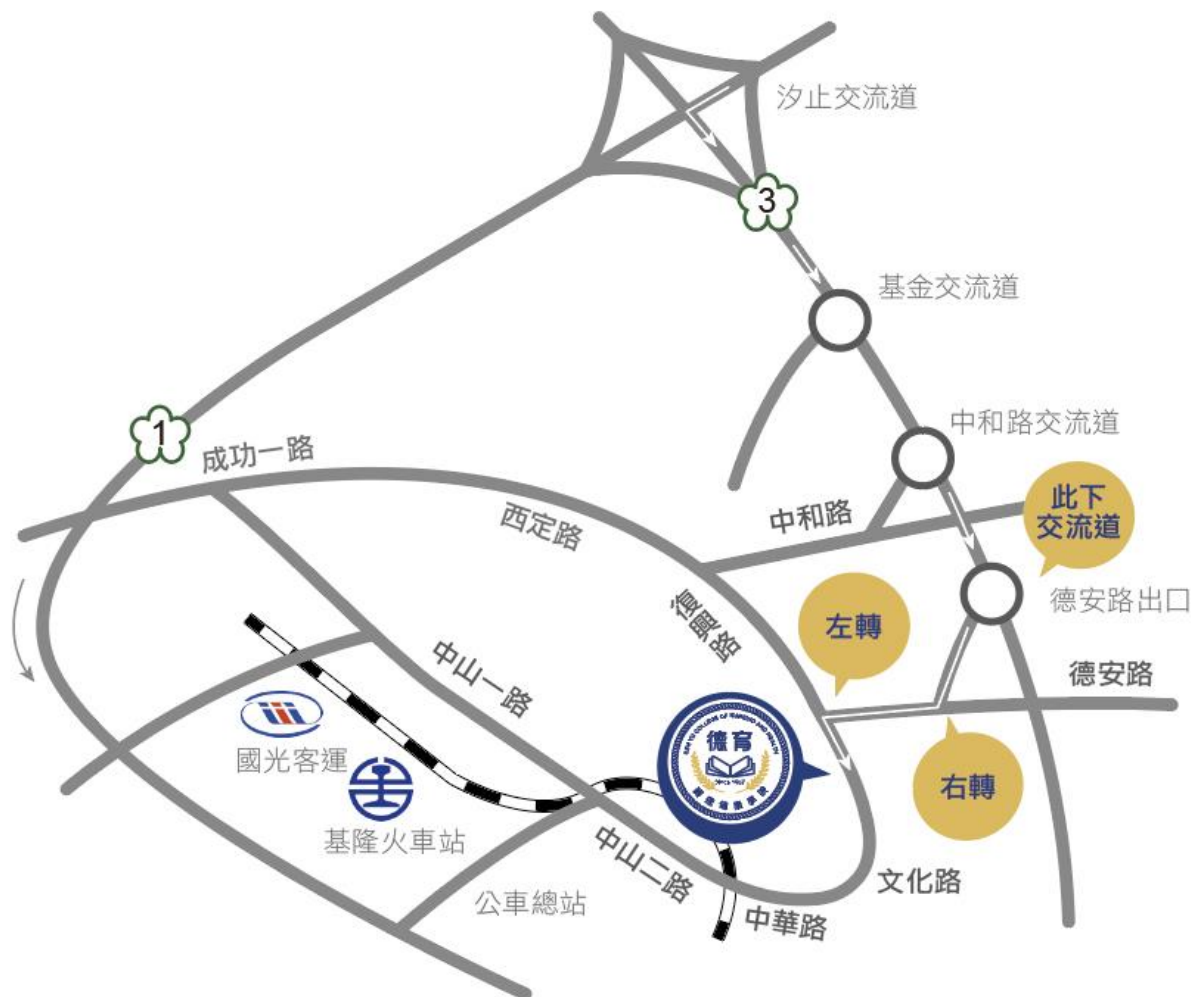 汐止交流道
3
基金交流道
1
成功一路
中和路交流道
西定路
中和路
此下
交流道
復興路
左轉
德安路出口
中山一路
德安路
德育
國光客運
右轉
基隆火車站
中山二路
文化路
公車總站
中華路